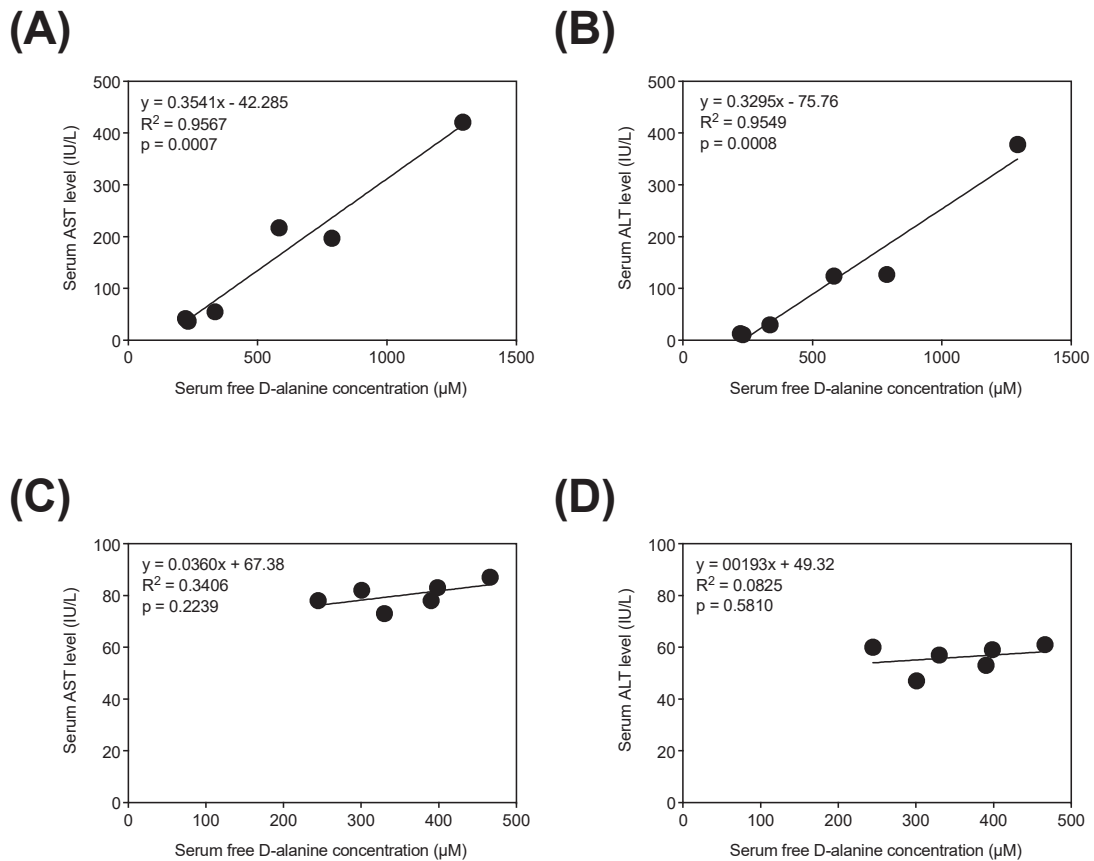 (A)
y = 0.3541x - 42.285
R² = 0.9567
p = 0.0007
500
400
300
200
100
0
Serum AST level (IU/L)
0 500 1000 1500
Serum free D-alanine concentration (µM)
(B)
y = 0.3295x - 75.76
R² = 0.9549
p = 0.0008
500
400
300
200
100
0
Serum ALT level (IU/L)
0 500 1000 1500
Serum free D-alanine concentration (µM)
(C)
y = 0.0360x + 67.38
R² = 0.3406
p = 0.2239
100
80
60
40
20
0
Serum AST level (IU/L)
0 100 200 300 400 500
Serum free D-alanine concentration (µM)
(D)
y = 00193x + 49.32
R² = 0.0825
p = 0.5810
100
80
60
40
20
0
Serum ALT level (IU/L)
0 100 200 300 400 500
Serum free D-alanine concentration (µM)